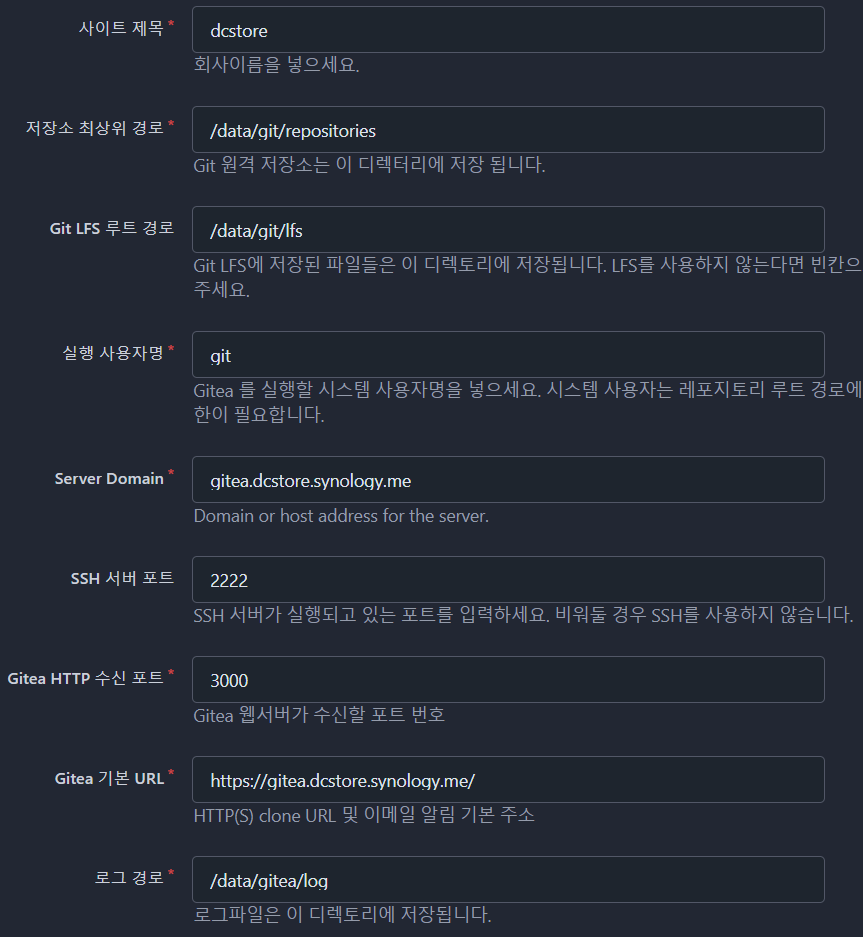 사이트 제목*
dcstore
회사이름을 넣으세요.
저장소 최상위 경로*
/data/git/repositories
Git 원격 저장소는 이 디렉터리에 저장 됩니다.
Git LFS 루트 경로
/data/git/lfs
Git LFS에 저장된 파일들은 이 디렉토리에 저장됩니다. LFS를 사용하지 않는다면 빈칸으
주세요.
실행 사용자명*
git
Gitea 를 실행할 시스템 사용자명을 넣으세요. 시스템 사용자는 레포지토리 루트 경로에
한이 필요합니다.
Server Domain*
gitea.dcstore.synology.me
Domain or host address for the server.
SSH 서버 포트
2222
SSH 서버가 실행되고 있는 포트를 입력하세요. 비워둘 경우 SSH를 사용하지 않습니다.
Gitea HTTP 수신 포트*
3000
Gitea 웹서버가 수신할 포트 번호
Gitea 기본 URL*
https://gitea.dcstore.synology.me/
HTTP(S) clone URL 및 이메일 알림 기본 주소
로그 경로*
/data/gitea/log
로그파일은 이 디렉토리에 저장됩니다.